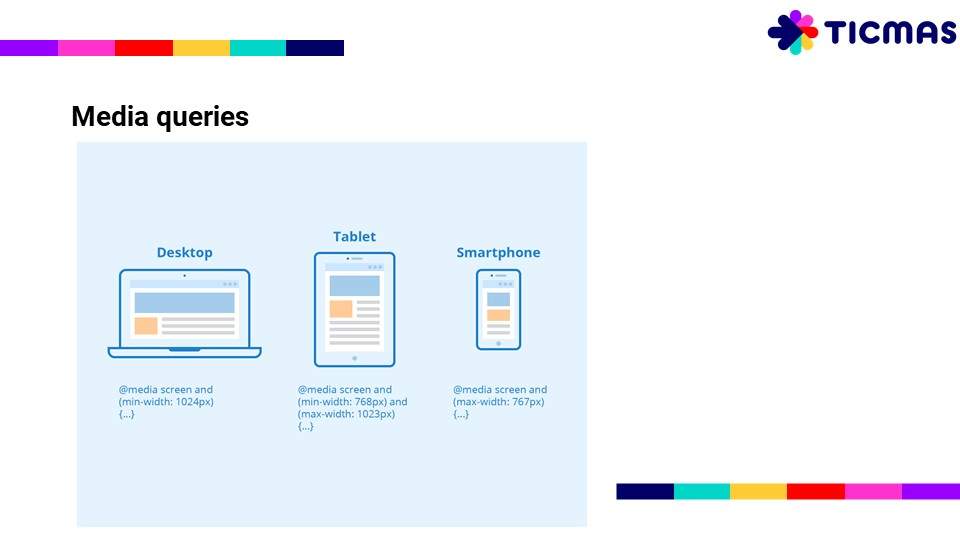 TICMAS
Media queries
Desktop
Tablet
Smartphone
@media screen and
(min-width: 1024px)
{...}
@media screen and
(min-width: 768px) and
(max-width: 1023px)
{...}
@media screen and
(max-width: 767px)
{...}